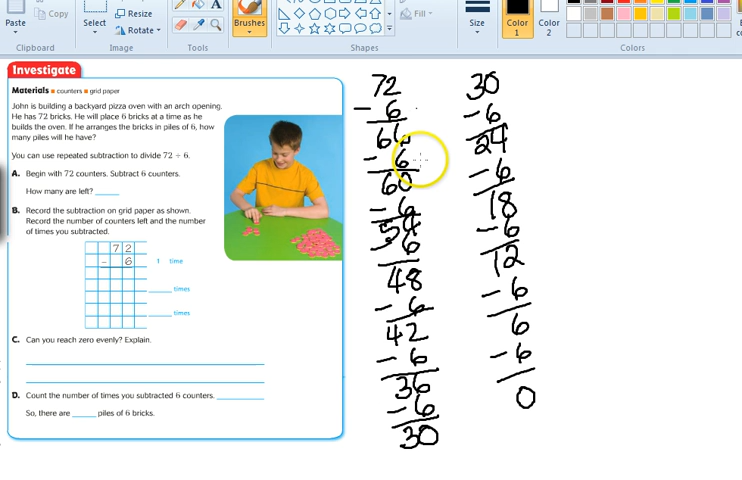 Paste
Copy
Clipboard
Select
Resize
Rotate
Image
A
Tools
Brushes
Shapes
Fill
Size
Color
1
Color
2
Colors
Investigate
Materials ■ counters ■ grid paper
John is building a backyard pizza oven with an arch opening.
He has 72 bricks. He will place 6 bricks at a time as he
builds the oven. If he arranges the bricks in piles of 6, how
many piles will he have?
You can use repeated subtraction to divide 72 ÷ 6.
A. Begin with 72 counters. Subtract 6 counters.
How many are left? ______
B. Record the subtraction on grid paper as shown.
Record the number of counters left and the number
of times you subtracted.
7 2
- 6 1 time
______ times
______ times
C. Can you reach zero evenly? Explain.
D. Count the number of times you subtracted 6 counters. ______
So, there are ______ piles of 6 bricks.
72
- 6
66
- 6
60
- 6
54
- 6
48
- 6
42
- 6
36
- 6
30
30
- 6
24
- 6
18
- 6
12
- 6
6
- 6
0